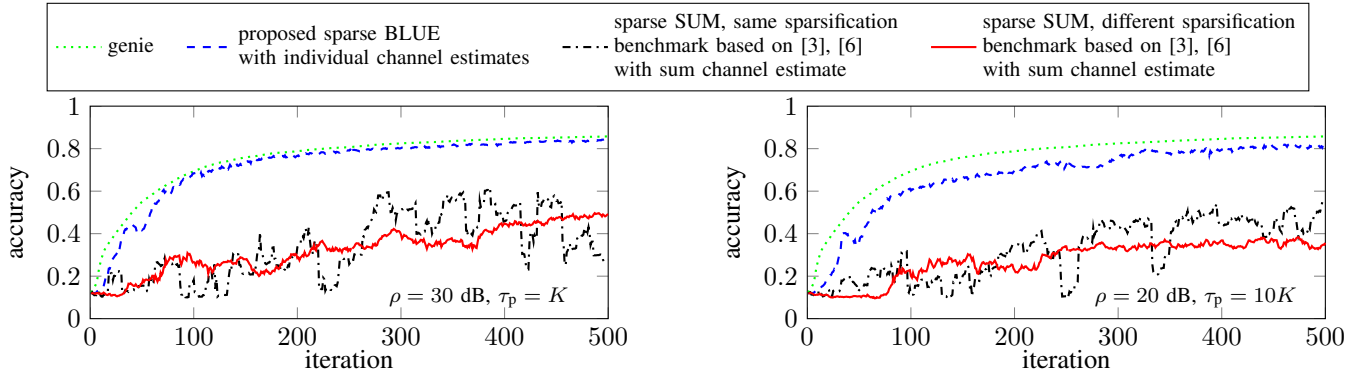 genie
proposed sparse BLUE
with individual channel estimates
sparse SUM, same sparsification
benchmark based on [3], [6]
with sum channel estimate
sparse SUM, different sparsification
benchmark based on [3], [6]
with sum channel estimate
accuracy
1
0.8
0.6
0.4
0.2
0
0 100 200 300 400 500
iteration
ρ = 30 dB, τp = K
accuracy
1
0.8
0.6
0.4
0.2
0
0 100 200 300 400 500
iteration
ρ = 20 dB, τp = 10K